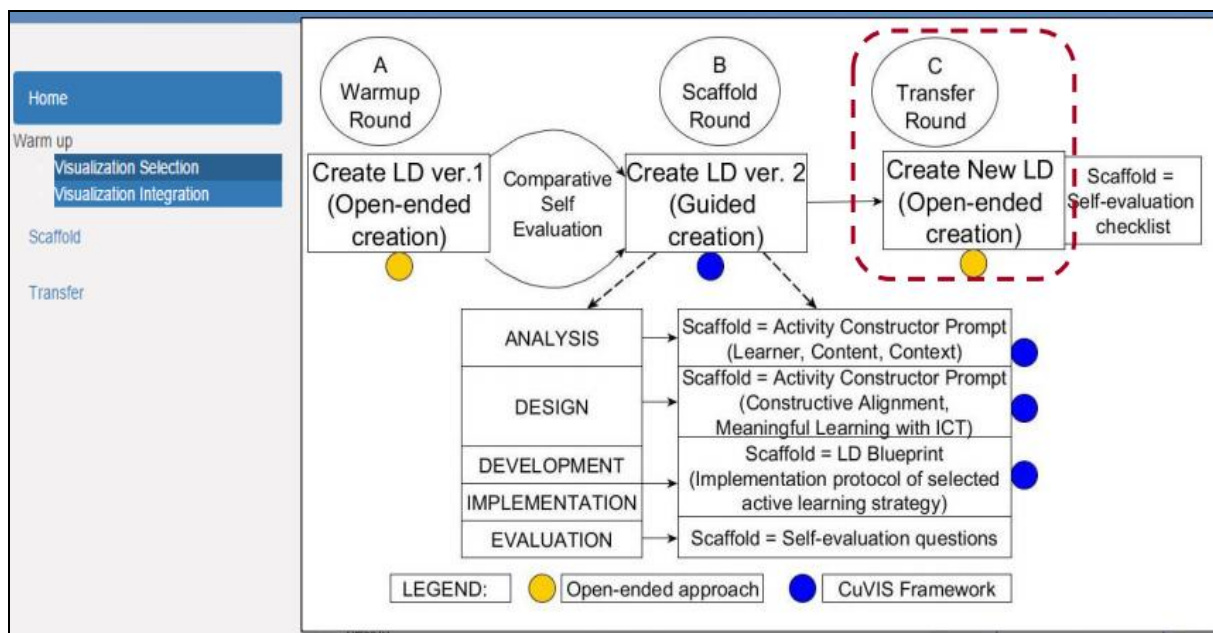 Home
Warm up
Visualization Selection
Visualization Integration
Scaffold
Transfer
A
Warmup
Round
B
Scaffold
Round
C
Transfer
Round
Create LD ver.1
(Open-ended
creation)
Comparative
Self
Evaluation
Create LD ver. 2
(Guided
creation)
Create New LD
(Open-ended
creation)
Scaffold =
Self-evaluation
checklist
ANALYSIS
Scaffold = Activity Constructor Prompt
(Learner, Content, Context)
DESIGN
Scaffold = Activity Constructor Prompt
(Constructive Alignment,
Meaningful Learning with ICT)
DEVELOPMENT
IMPLEMENTATION
Scaffold = LD Blueprint
(Implementation protocol of selected
active learning strategy)
EVALUATION
Scaffold = Self-evaluation questions
LEGEND:
Open-ended approach
CuVIS Framework